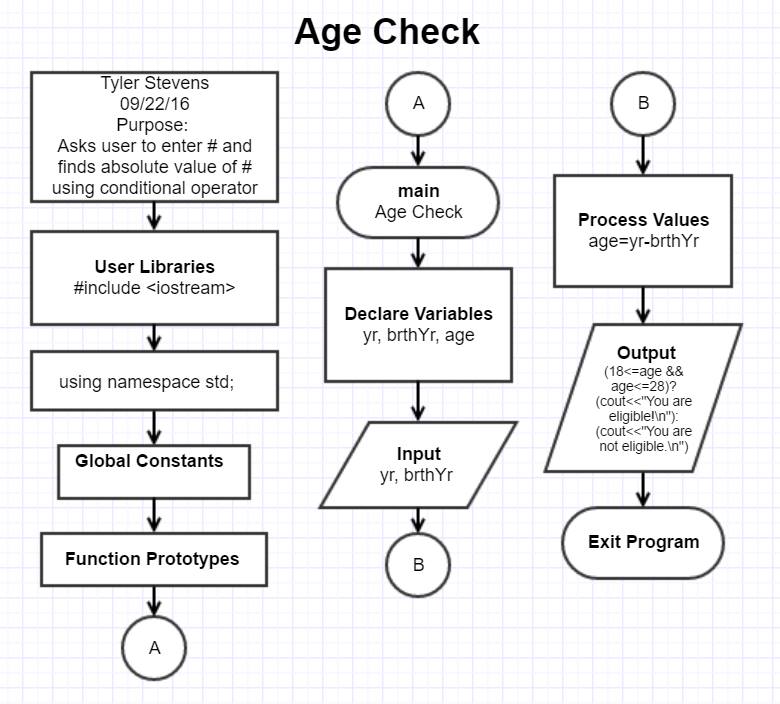 Age Check
Tyler Stevens
09/22/16
Purpose:
Asks user to enter # and
finds absolute value of #
using conditional operator
User Libraries
#include <iostream>
using namespace std;
Global Constants
Function Prototypes
A
A
main
Age Check
Declare Variables
yr, brthYr, age
Input
yr, brthYr
B
B
Process Values
age=yr-brthYr
Output
(18<=age &&
age<=28)?
(cout<<"You are
eligible!\n"):
(cout<<"You are
not eligible.\n")
Exit Program